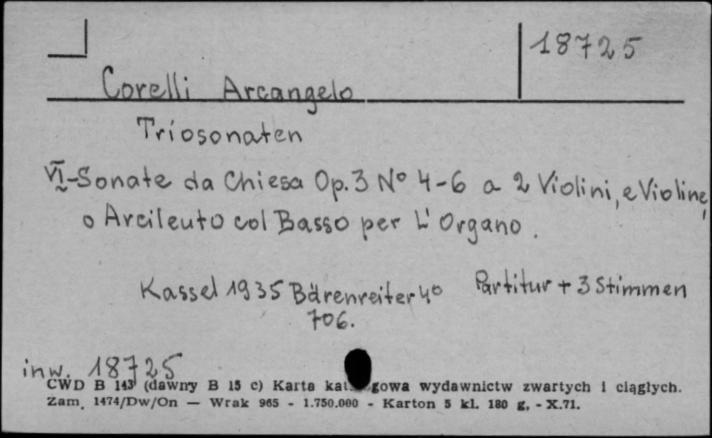 18725
Corelli Arcangelo
Triosonaten
VI-Sonate da Chiesa Op. 3 N° 4-6 a 2 Violini, e Violine,
o Arcileuto col Basso per L'Organo.
Kassel 1935 Bärenreiter 4° Partitur + 3 Stimmen
706.
inw. 18725
CWD B 143 (dawny B 15 c) Karta gowa wydawnictw zwartych i ciągłych.
Zam. 1474/Dw/On — Wrak 965 - 1.750.000 - Karton 5 kl. 180 g. - X.71.